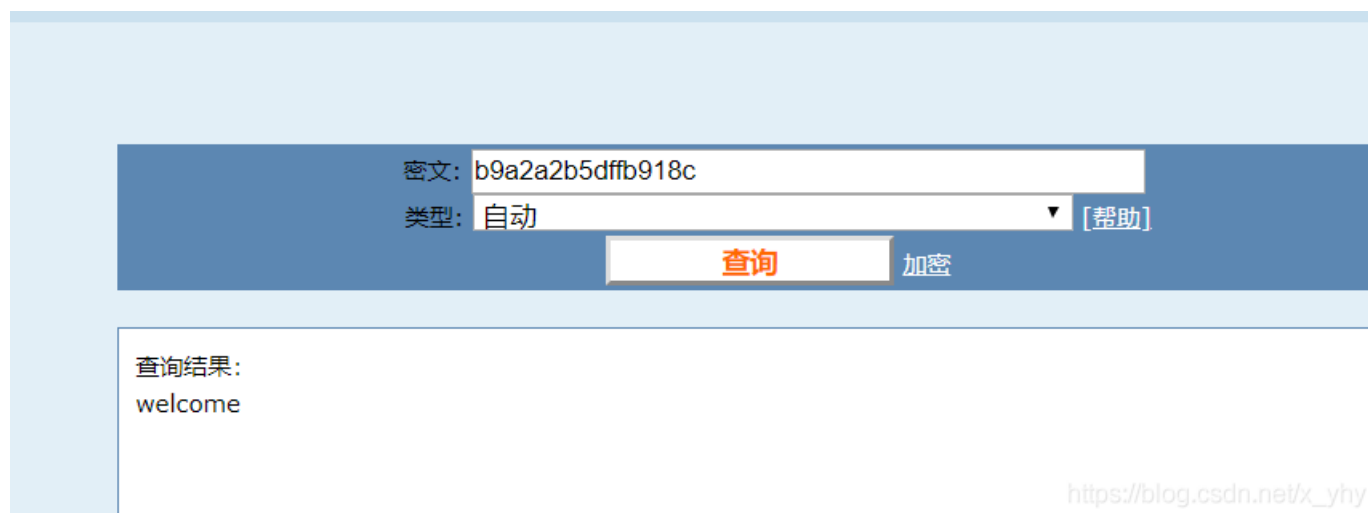 密文: b9a2a2b5dffb918c
类型: 自动 ▼ [帮助]
查询 加密
查询结果:
welcome
https://blog.csdn.net/x_yhy